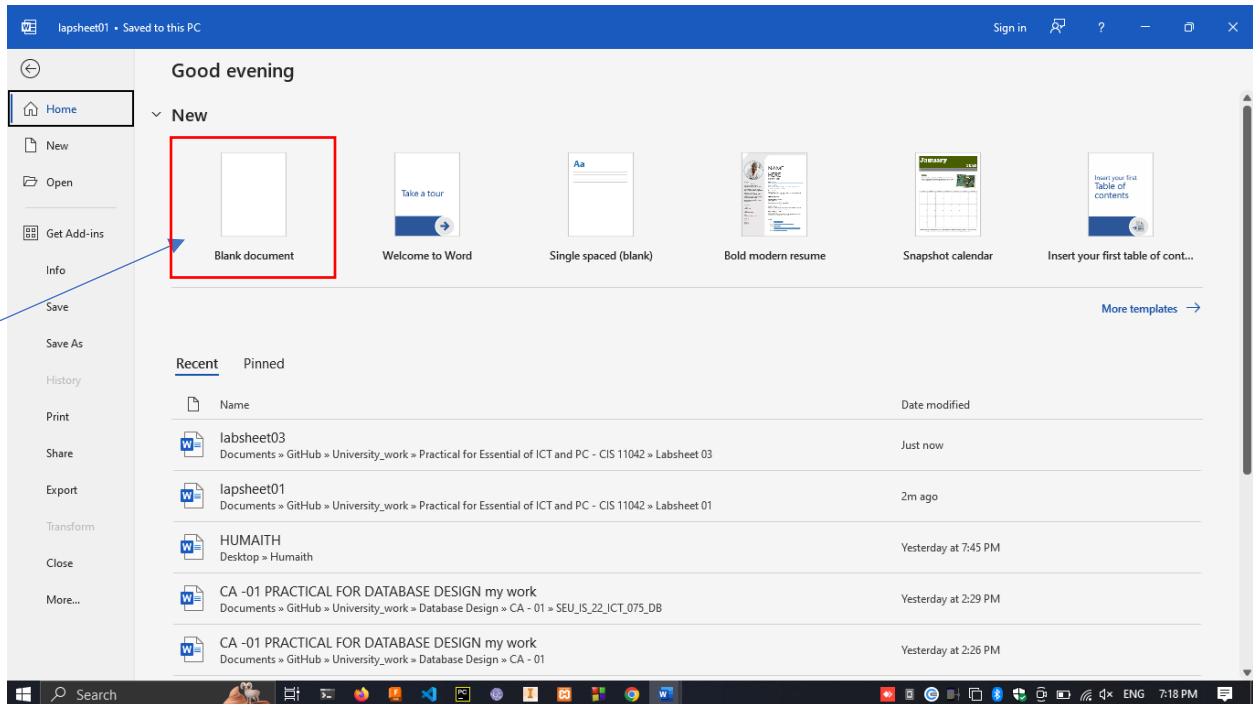 lapsheet01 • Saved to this PC
Sign in
?
Good evening
Home
New
New
Open
Get Add-ins
Info
Save
Save As
History
Print
Share
Export
Transform
Close
More...
Take a tour
Aa
NAME
HERE
January
Insert your first
Table of
contents
Blank document
Welcome to Word
Single spaced (blank)
Bold modern resume
Snapshot calendar
Insert your first table of cont...
More templates
Recent Pinned
Name Date modified
labsheet03
Documents » GitHub » University_work » Practical for Essential of ICT and PC - CIS 11042 » Labsheet 03
Just now
lapsheet01
Documents » GitHub » University_work » Practical for Essential of ICT and PC - CIS 11042 » Labsheet 01
2m ago
HUMAITH
Desktop » Humaith
Yesterday at 7:45 PM
CA -01 PRACTICAL FOR DATABASE DESIGN my work
Documents » GitHub » University_work » Database Design » CA - 01 » SEU_IS_22_ICT_075_DB
Yesterday at 2:29 PM
CA -01 PRACTICAL FOR DATABASE DESIGN my work
Documents » GitHub » University_work » Database Design » CA - 01
Yesterday at 2:26 PM
Search
ENG 7:18 PM